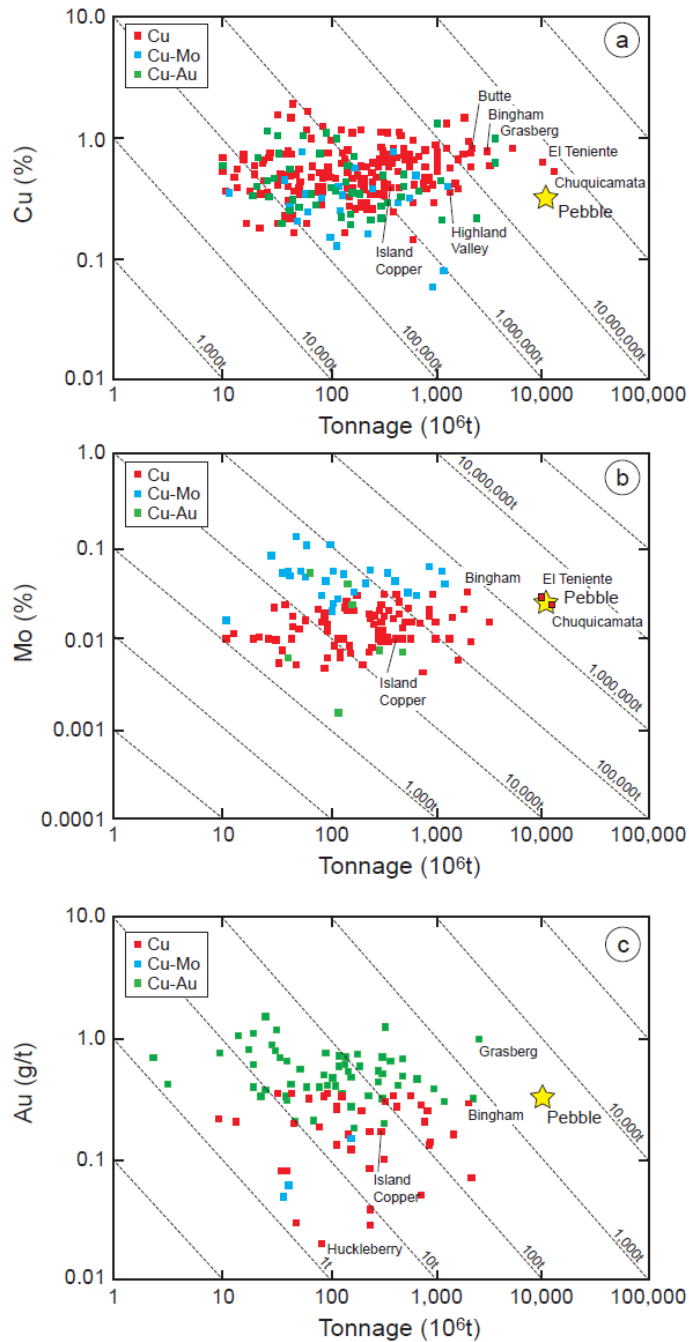 a
Cu
Cu-Mo
Cu-Au
10.0
1.0
0.1
0.01
Cu (%)
Butte
Bingham
Grasberg
El Teniente
Chuquicamata
Pebble
Highland
Valley
Island
Copper
1,000t
10,000t
100,000t
1,000,000t
10,000,000t
1 10 100 1,000 10,000 100,000
Tonnage (10⁶t)
b
Cu
Cu-Mo
Cu-Au
1.0
0.1
0.01
0.001
0.0001
Mo (%)
10,000,000t
Bingham
El Teniente
Pebble
Chuquicamata
Island
Copper
1,000,000t
100,000t
10,000t
1,000t
1 10 100 1,000 10,000 100,000
Tonnage (10⁶t)
c
Cu
Cu-Mo
Cu-Au
10.0
1.0
0.1
0.01
Au (g/t)
Grasberg
Bingham
Pebble
Island
Copper
Huckleberry
1t
10t
100t
1,000t
10,000t
1 10 100 1,000 10,000 100,000
Tonnage (10⁶t)